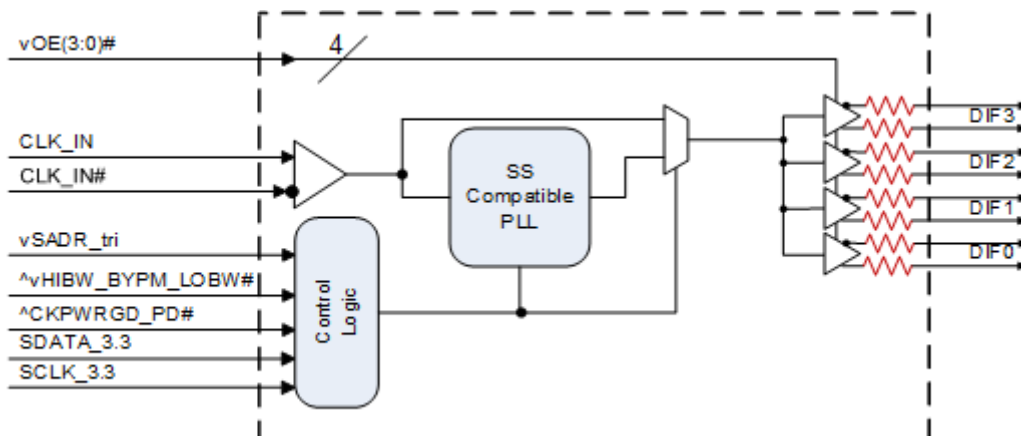 vOE(3:0)#
4
CLK_IN
CLK_IN#
SS
Compatible
PLL
DIF3
DIF2
DIF1
DIF0
vSADR_tri
^vHIBW_BYPM_LOBW#
^CKPWRGD_PD#
SDATA_3.3
SCLK_3.3
Control
Logic